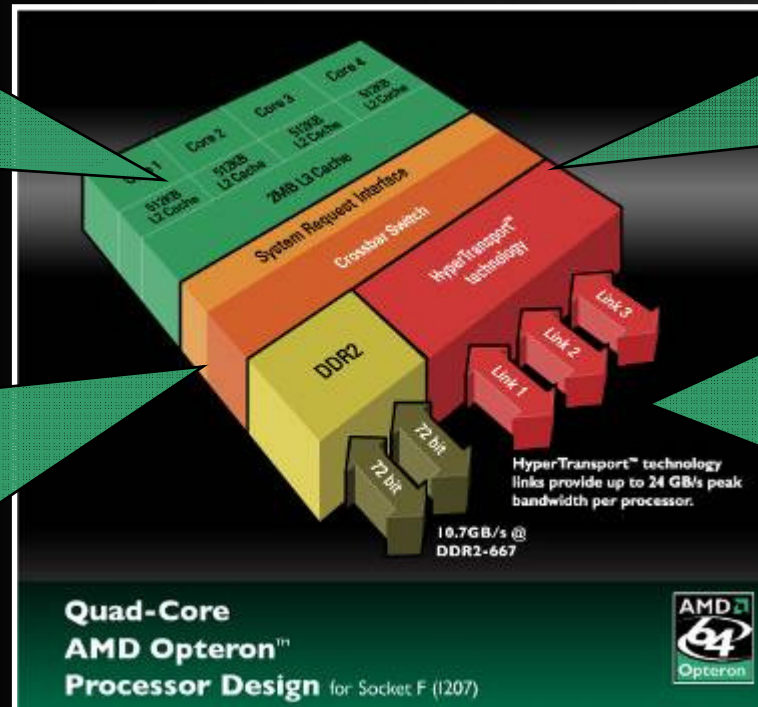 Core 1
Core 2
Core 3
Core 4
512KB
L2 Cache
512KB
L2 Cache
512KB
L2 Cache
512KB
L2 Cache
2MB L3 Cache
System Request Interface
Crossbar Switch
HyperTransport™
technology
DDR2
Link 1
Link 2
Link 3
72 bit
72 bit
HyperTransport™ technology
links provide up to 24 GB/s peak
bandwidth per processor.
10.7GB/s @
DDR2-667
Quad-Core
AMD Opteron™
Processor Design for Socket F (1207)
AMD
64
Opteron